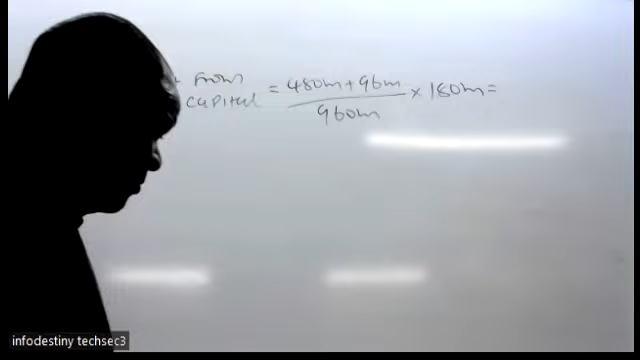 From
Capital = 480m + 96m / 960m × 180m =
infodestiny techsec3